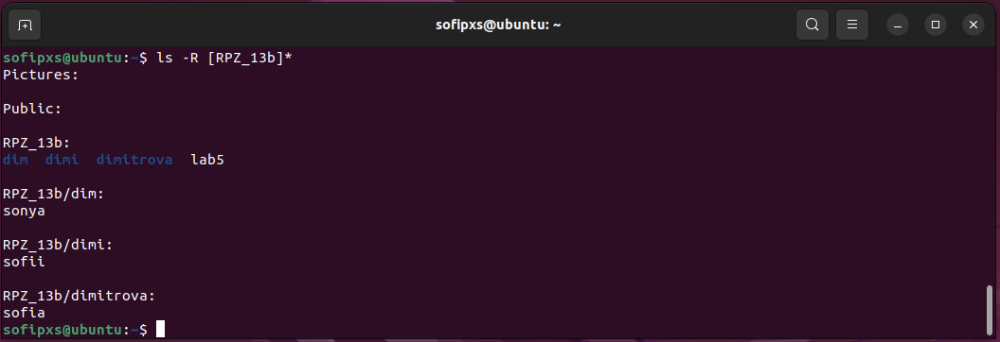 sofipxs@ubuntu: ~
sofipxs@ubuntu:~$ ls -R [RPZ_13b]*
Pictures:
Public:
RPZ_13b:
dim dimi dimitrova lab5
RPZ_13b/dim:
sonya
RPZ_13b/dimi:
sofii
RPZ_13b/dimitrova:
sofia
sofipxs@ubuntu:~$